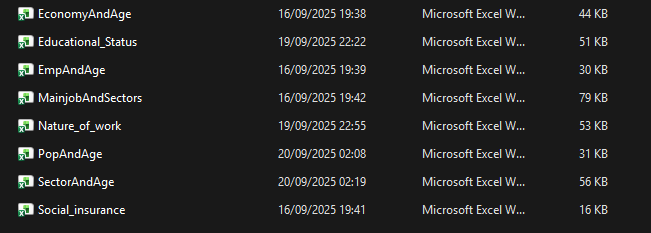 EconomyAndAge 16/09/2025 19:38 Microsoft Excel W... 44 KB
Educational_Status 19/09/2025 22:22 Microsoft Excel W... 51 KB
EmpAndAge 16/09/2025 19:39 Microsoft Excel W... 30 KB
MainjobAndSectors 16/09/2025 19:42 Microsoft Excel W... 79 KB
Nature_of_work 19/09/2025 22:55 Microsoft Excel W... 53 KB
PopAndAge 20/09/2025 02:08 Microsoft Excel W... 31 KB
SectorAndAge 20/09/2025 02:19 Microsoft Excel W... 56 KB
Social_insurance 16/09/2025 19:41 Microsoft Excel W... 16 KB